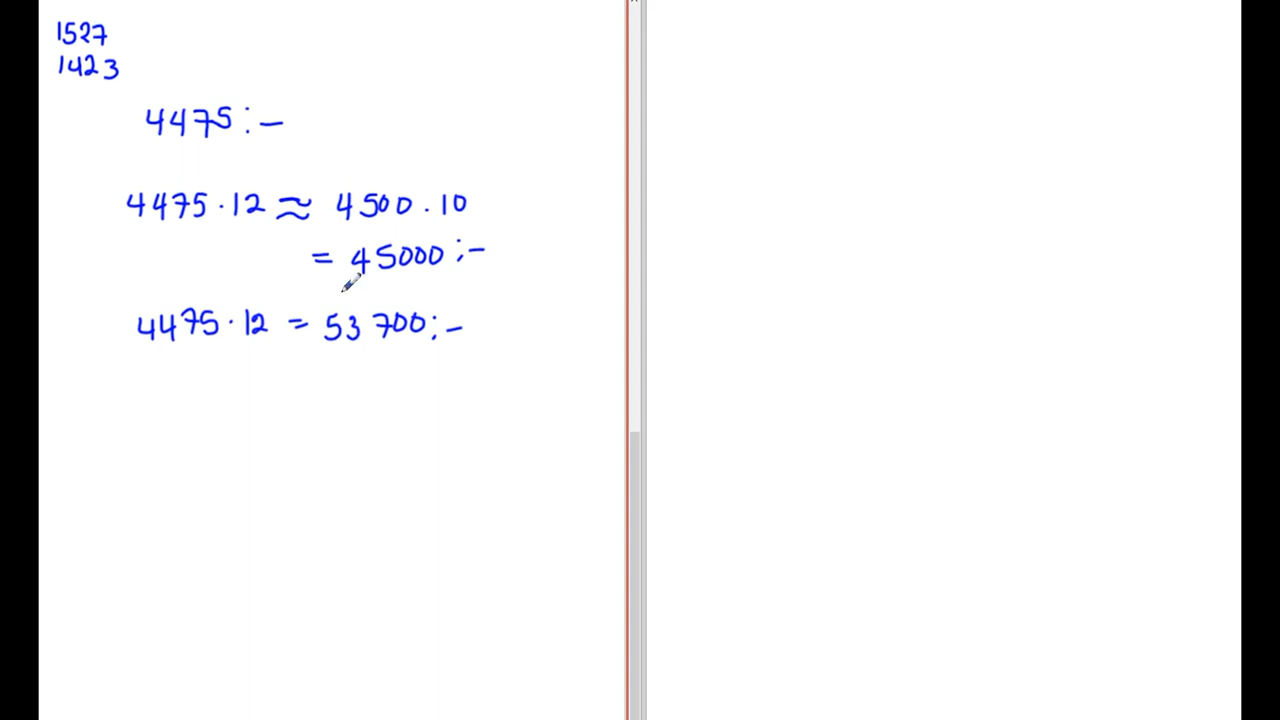 1527
1423
4475:-
4475·12 ≈ 4500·10
= 45000:-
4475·12 = 53 700:-